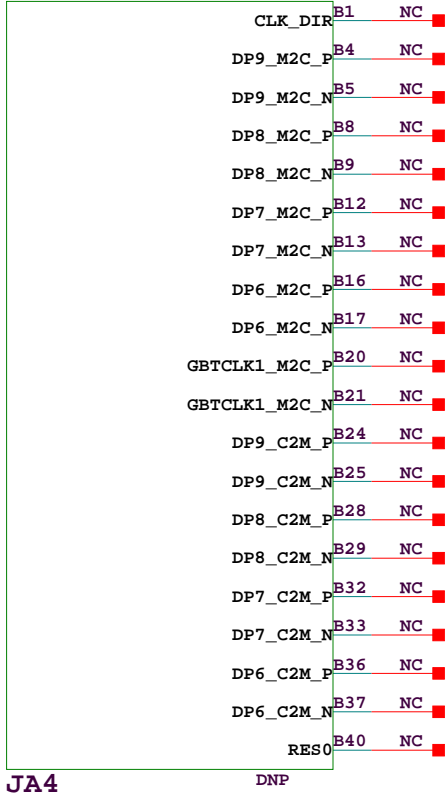 CLK_DIR B1 NC
DP9_M2C_P B4 NC
DP9_M2C_N B5 NC
DP8_M2C_P B8 NC
DP8_M2C_N B9 NC
DP7_M2C_P B12 NC
DP7_M2C_N B13 NC
DP6_M2C_P B16 NC
DP6_M2C_N B17 NC
GBTCLK1_M2C_P B20 NC
GBTCLK1_M2C_N B21 NC
DP9_C2M_P B24 NC
DP9_C2M_N B25 NC
DP8_C2M_P B28 NC
DP8_C2M_N B29 NC
DP7_C2M_P B32 NC
DP7_C2M_N B33 NC
DP6_C2M_P B36 NC
DP6_C2M_N B37 NC
RES0 B40 NC
JA4 DNP